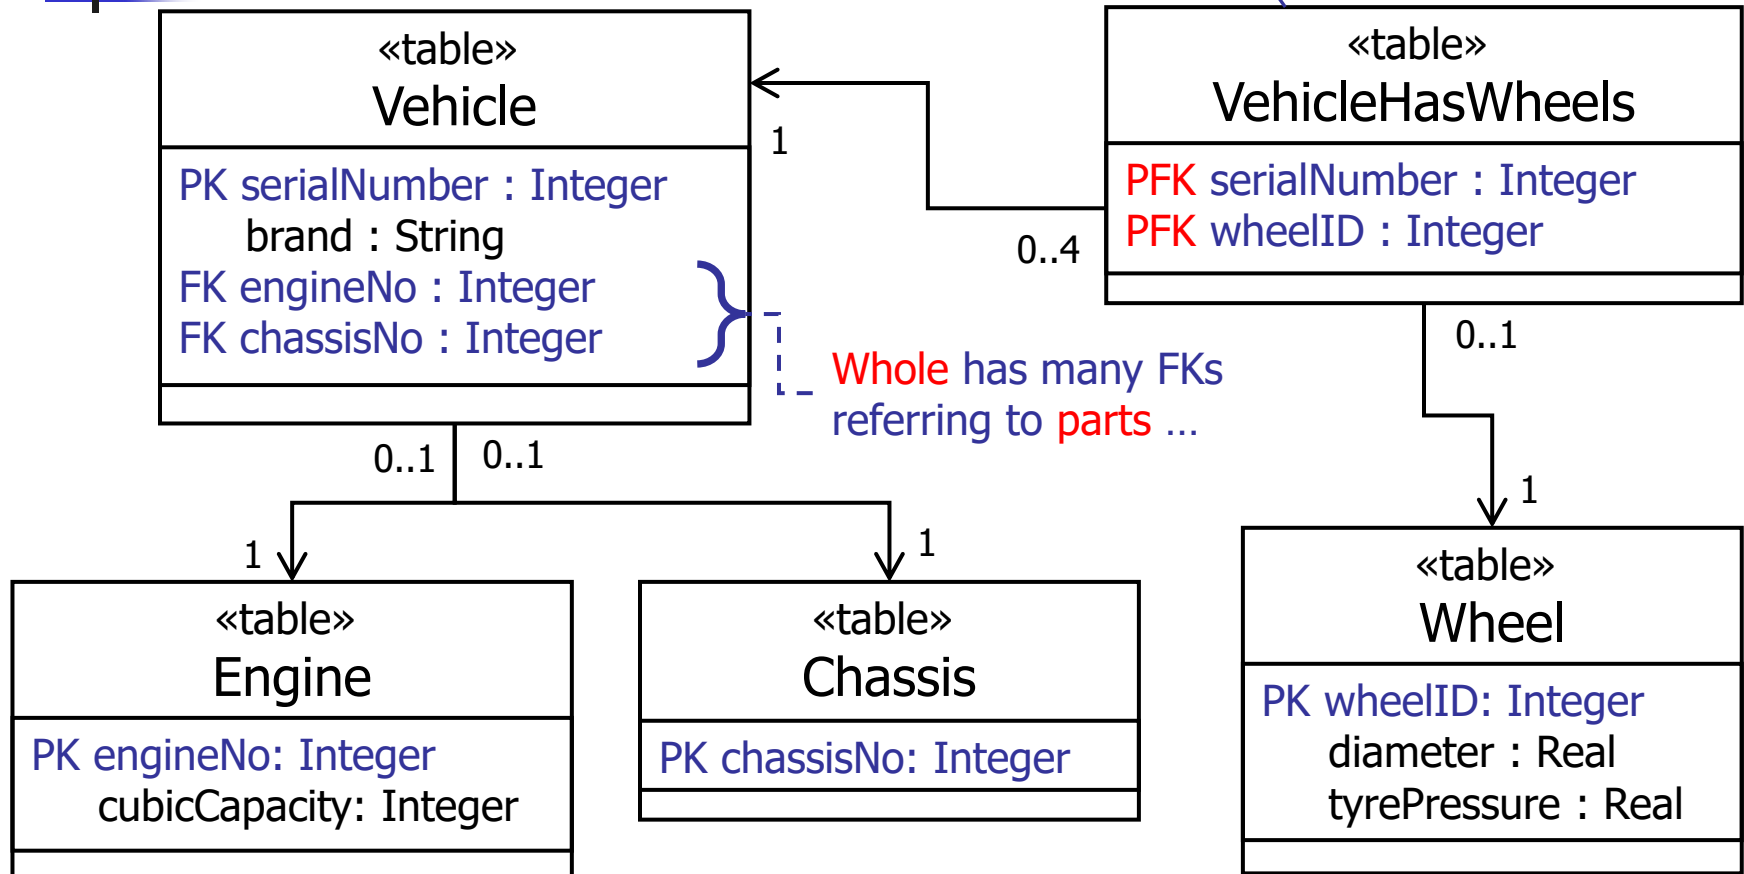 «table»
Vehicle
PK serialNumber : Integer
brand : String
FK engineNo : Integer
FK chassisNo : Integer
«table»
VehicleHasWheels
PFK serialNumber : Integer
PFK wheelID : Integer
1
0..4
Whole has many FKs
referring to parts ...
0..1
0..1
0..1
1
1
1
«table»
Engine
PK engineNo: Integer
cubicCapacity: Integer
«table»
Chassis
PK chassisNo: Integer
«table»
Wheel
PK wheelID: Integer
diameter : Real
tyrePressure : Real